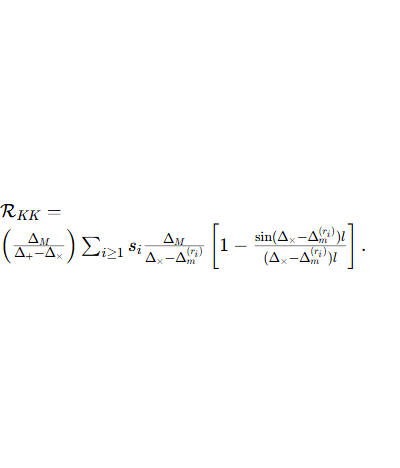 \mathcal{R}_{KK} =
\left( \frac{\Delta_M}{\Delta_+ - \Delta_\times} \right) \sum_{i \geq 1} s_i \frac{\Delta_M}{\Delta_\times - \Delta_m^{(r_i)}} \left[ 1 - \frac{\sin(\Delta_\times - \Delta_m^{(r_i)})l}{(\Delta_\times - \Delta_m^{(r_i)})l} \right] .